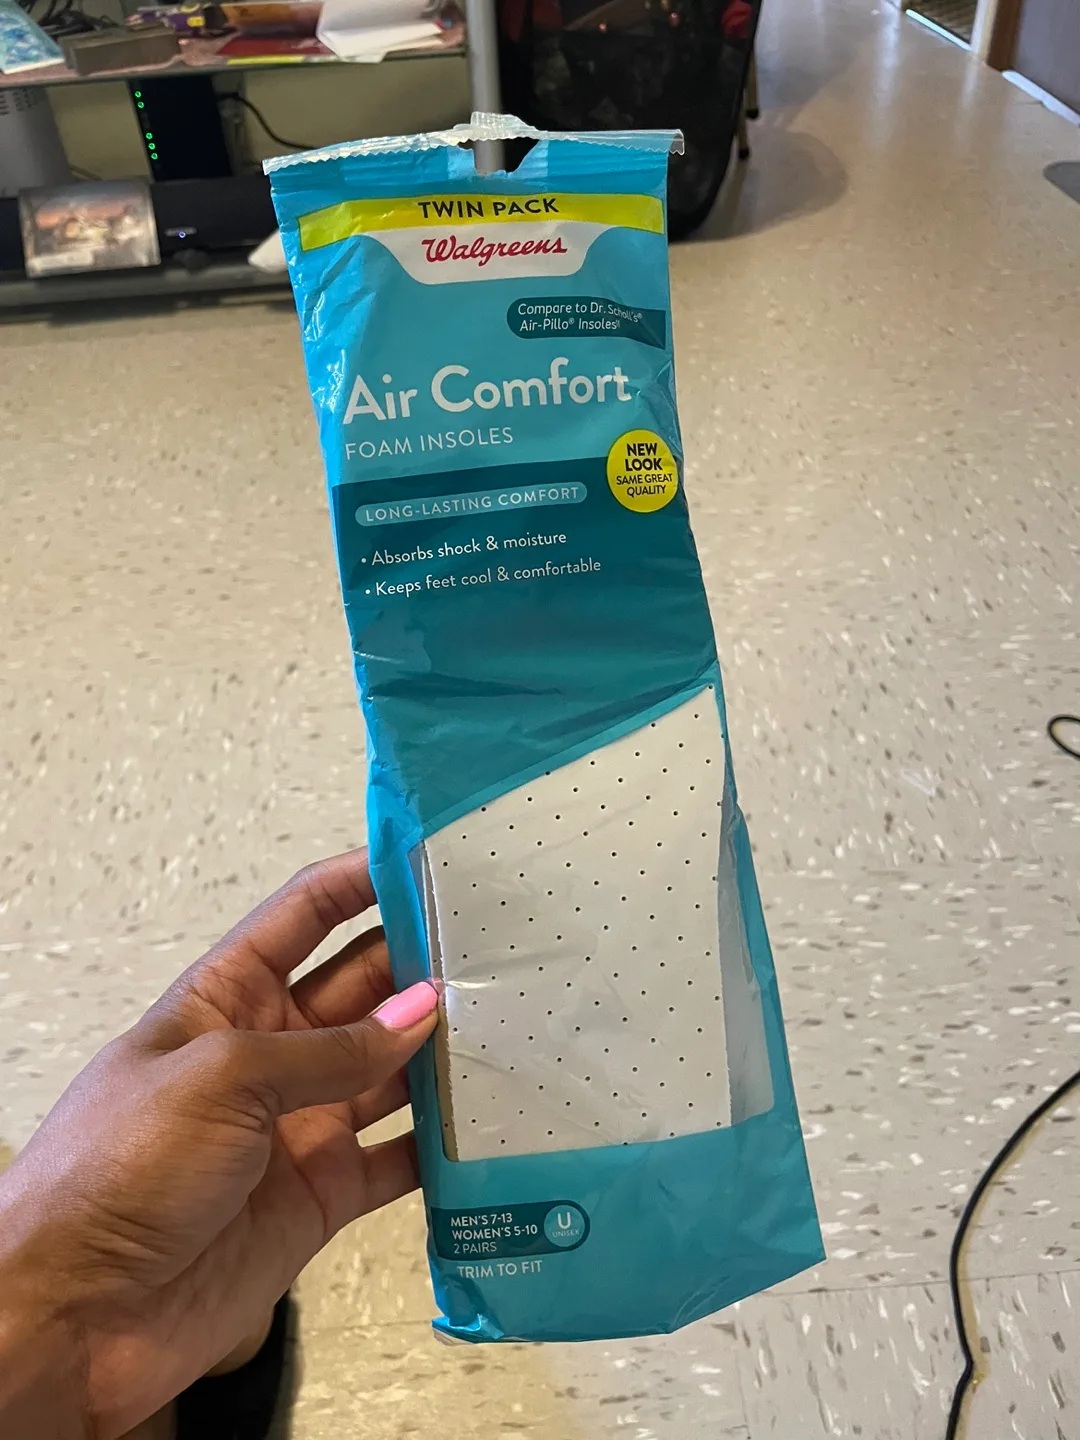 TWIN PACK
Walgreens
Compare to Dr. Scholl's®
Air-Pillo® Insoles
Air Comfort
FOAM INSOLES
NEW
LOOK
SAME GREAT
QUALITY
LONG-LASTING COMFORT
• Absorbs shock & moisture
• Keeps feet cool & comfortable
MEN'S 7-13
WOMEN'S 5-10
2 PAIRS
U
UNISEX
TRIM TO FIT